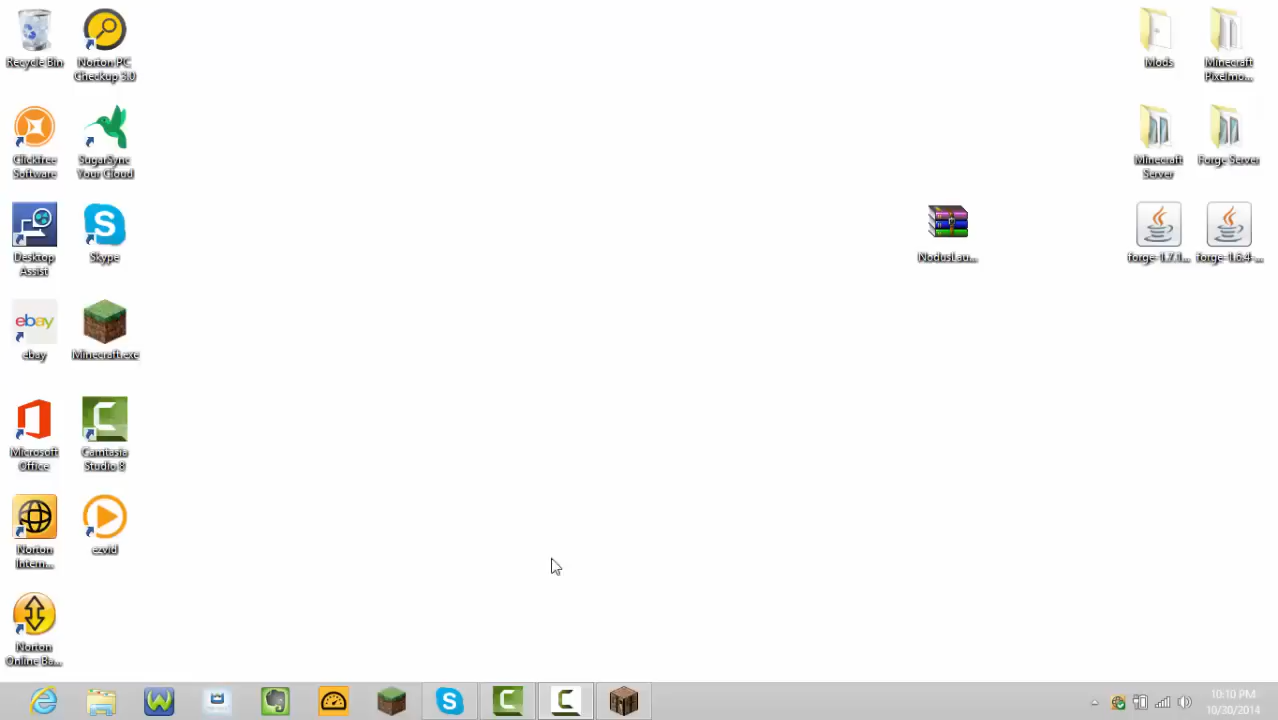 Recycle Bin
Norton PC
Checkup 3.0
Clickfree
Software
SugarSync
Your Cloud
Desktop
Assist
S
Skype
ebay
ebay
Minecraft.exe
Microsoft
Office
C
Camtasia
Studio 8
Norton
Intern...
ezvid
Norton
Online Ba...
NodusLau...
Mods
Minecraft
Pixelmo...
Minecraft
Server
Forge Server
forge-1.7.1...
forge-1.6.4-...
10:10 PM
10/30/2014